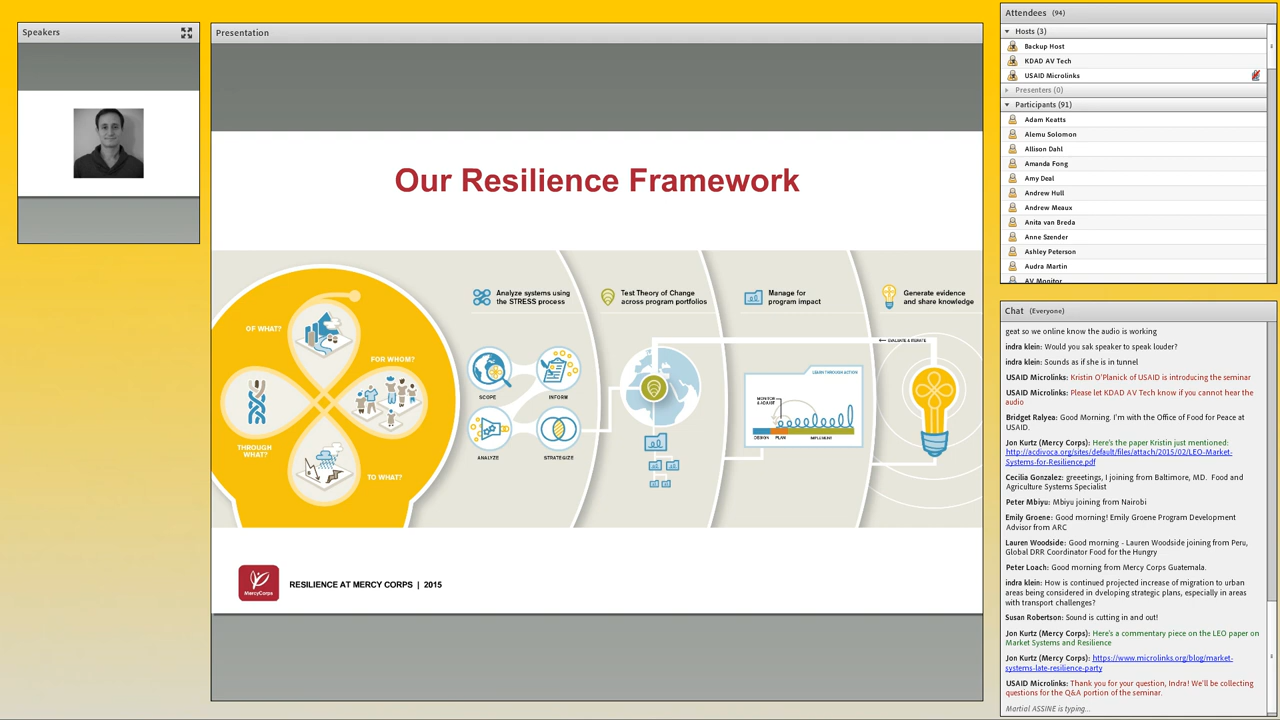 Speakers
Presentation
Our Resilience Framework
OF WHAT?
FOR WHOM?
THROUGH
WHAT?
TO WHAT?
Analyze systems using
the STRESS process
SCOPE
INFORM
ANALYZE
STRATEGIZE
Test Theory of Change
across program portfolios
Manage for
program impact
LEARN THROUGH ACTION
MONITOR
& ADJUST
DESIGN
PLAN
IMPLEMENT
Generate evidence
and share knowledge
← EVALUATE & ITERATE
MercyCorps
RESILIENCE AT MERCY CORPS | 2015
Attendees (94)
Hosts (3)
Backup Host
KDAD AV Tech
USAID Microlinks
Presenters (0)
Participants (91)
Adam Keatts
Alemu Solomon
Allison Dahl
Amanda Fong
Amy Deal
Andrew Hull
Andrew Meaux
Anita van Breda
Anne Szender
Ashley Peterson
Audra Martin
AV Monitor
Chat (Everyone)
geat so we online know the audio is working
indra klein: Would you sak speaker to speak louder?
indra klein: Sounds as if she is in tunnel
USAID Microlinks: Kristin O'Planick of USAID is introducing the seminar
USAID Microlinks: Please let KDAD AV Tech know if you cannot hear the
audio
Bridget Ralyea: Good Morning. I'm with the Office of Food for Peace at
USAID.
Jon Kurtz (Mercy Corps): Here's the paper Kristin just mentioned:
http://acdivoca.org/sites/default/files/attach/2015/02/LEO-Market-
Systems-for-Resilience.pdf
Cecilia Gonzalez: greeetings, I joining from Baltimore, MD. Food and
Agriculture Systems Specialist
Peter Mbiyu: Mbiyu joining from Nairobi
Emily Groene: Good morning! Emily Groene Program Development
Advisor from ARC
Lauren Woodside: Good morning - Lauren Woodside joining from Peru,
Global DRR Coordinator Food for the Hungry
Peter Loach: Good morning from Mercy Corps Guatemala.
indra klein: How is continued projected increase of migration to urban
areas being considered in dveloping strategic plans, especially in areas
with transport challenges?
Susan Robertson: Sound is cutting in and out!
Jon Kurtz (Mercy Corps): Here's a commentary piece on the LEO paper on
Market Systems and Resilience
Jon Kurtz (Mercy Corps): https://www.microlinks.org/blog/market-
systems-late-resilience-party
USAID Microlinks: Thank you for your question, Indra! We'll be collecting
questions for the Q&A portion of the seminar.
Martial ASSINE is typing...